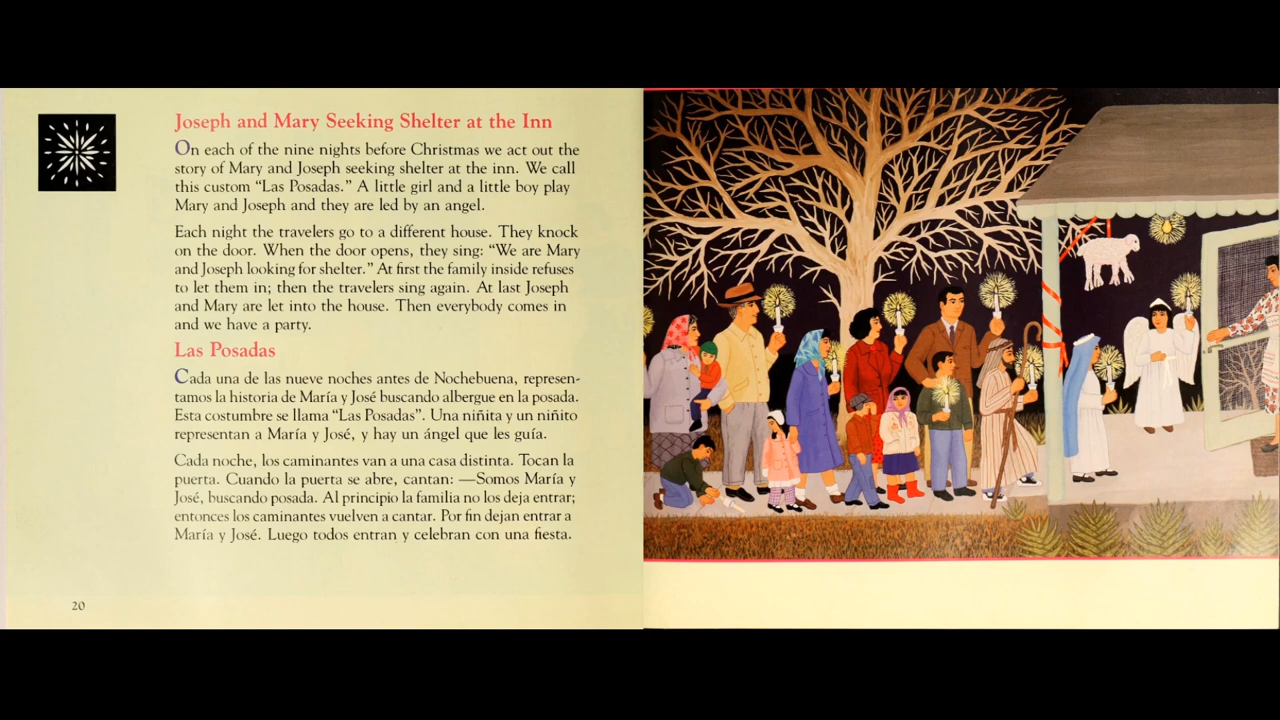 Joseph and Mary Seeking Shelter at the Inn
On each of the nine nights before Christmas we act out the
story of Mary and Joseph seeking shelter at the inn. We call
this custom “Las Posadas.” A little girl and a little boy play
Mary and Joseph and they are led by an angel.
Each night the travelers go to a different house. They knock
on the door. When the door opens, they sing: “We are Mary
and Joseph looking for shelter.” At first the family inside refuses
to let them in; then the travelers sing again. At last Joseph
and Mary are let into the house. Then everybody comes in
and we have a party.
Las Posadas
Cada una de las nueve noches antes de Nochebuena, represen-
tamos la historia de María y José buscando albergue en la posada.
Esta costumbre se llama “Las Posadas”. Una niñita y un niñito
representan a María y José, y hay un ángel que les guía.
Cada noche, los caminantes van a una casa distinta. Tocan la
puerta. Cuando la puerta se abre, cantan: —Somos María y
José, buscando posada. Al principio la familia no los deja entrar;
entonces los caminantes vuelven a cantar. Por fin dejan entrar a
María y José. Luego todos entran y celebran con una fiesta.
20